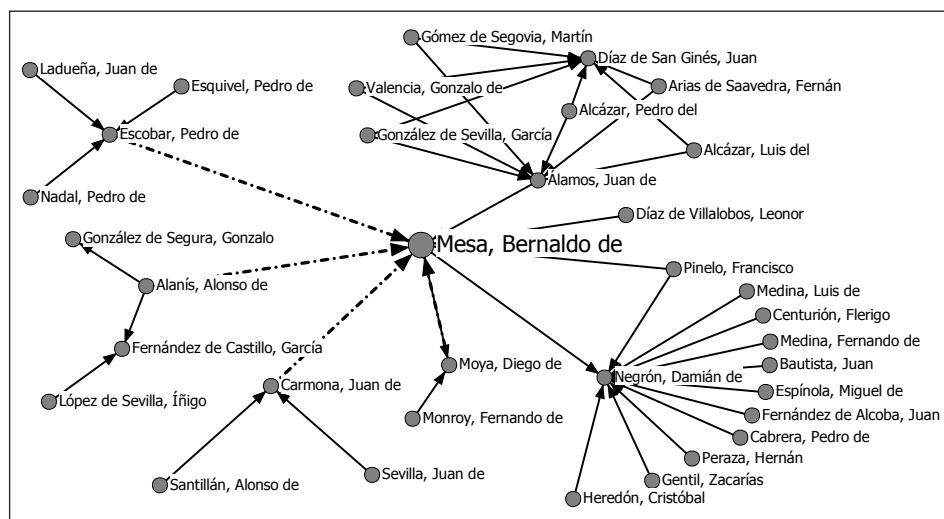 Gómez de Segovia, Martín
Díaz de San Ginés, Juan
Ladueña, Juan de
Esquivel, Pedro de
Valencia, Gonzalo de
Arias de Saavedra, Fernán
Alcázar, Pedro del
Escobar, Pedro de
González de Sevilla, García
Alcázar, Luis del
Álamos, Juan de
Nadal, Pedro de
Díaz de Villalobos, Leonor
González de Segura, Gonzalo
Mesa, Bernaldo de
Pinelo, Francisco
Alanís, Alonso de
Medina, Luis de
Centurión, Flerigo
Fernández de Castillo, García
Medina, Fernando de
Moya, Diego de
Bautista, Juan
Negrón, Damián de
Carmona, Juan de
Espínola, Miguel de
López de Sevilla, Íñigo
Fernández de Alcoba, Juan
Monroy, Fernando de
Cabrera, Pedro de
Peraza, Hernán
Sevilla, Juan de
Gentil, Zacarías
Santillán, Alonso de
Heredón, Cristóbal